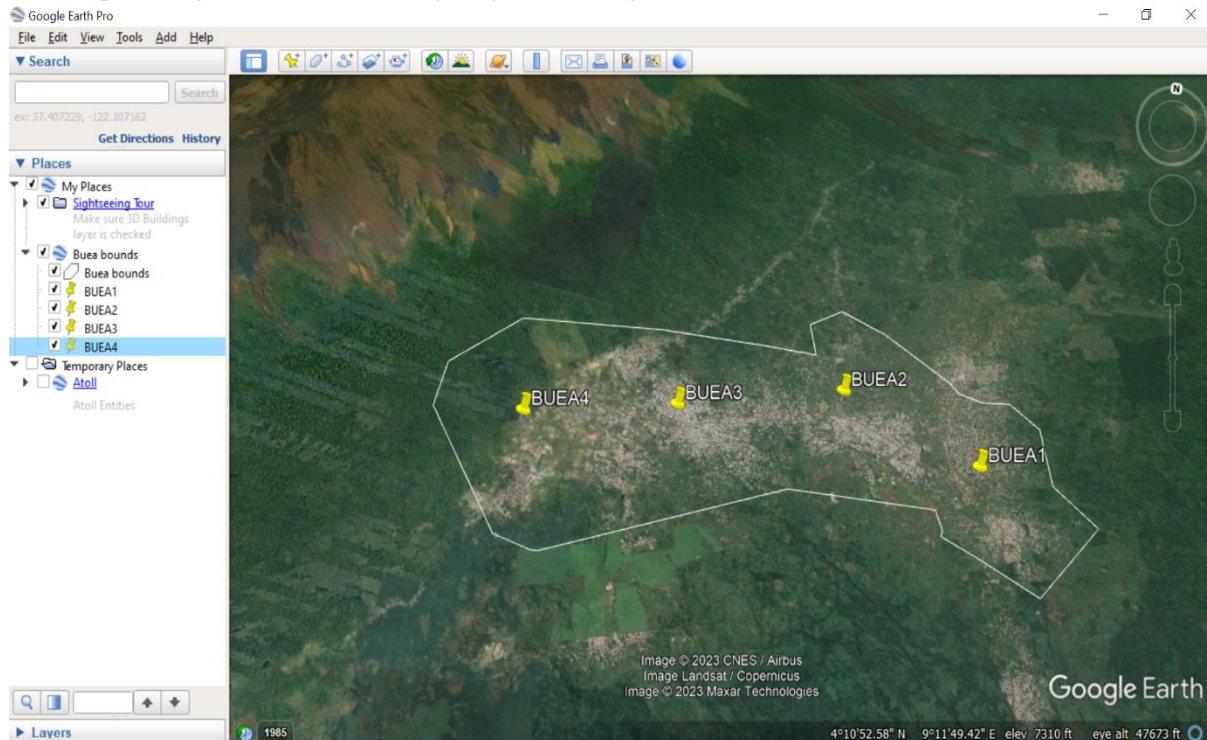 Google Earth Pro
File Edit View Tools Add Help
▼ Search
Search
ex: 37.407229, -122.107162
Get Directions History
▼ Places
My Places
Sightseeing Tour
Make sure 3D Buildings
layer is checked
Buea bounds
Buea bounds
BUEA1
BUEA2
BUEA3
BUEA4
Temporary Places
Atoll
Atoll Entities
▶ Layers
N
BUEA4
BUEA3
BUEA2
BUEA1
Image © 2023 CNES / Airbus
Image Landsat / Copernicus
Image © 2023 Maxar Technologies
Google Earth
1985
4°10'52.58" N 9°11'49.42" E elev 7310 ft eye alt 47673 ft